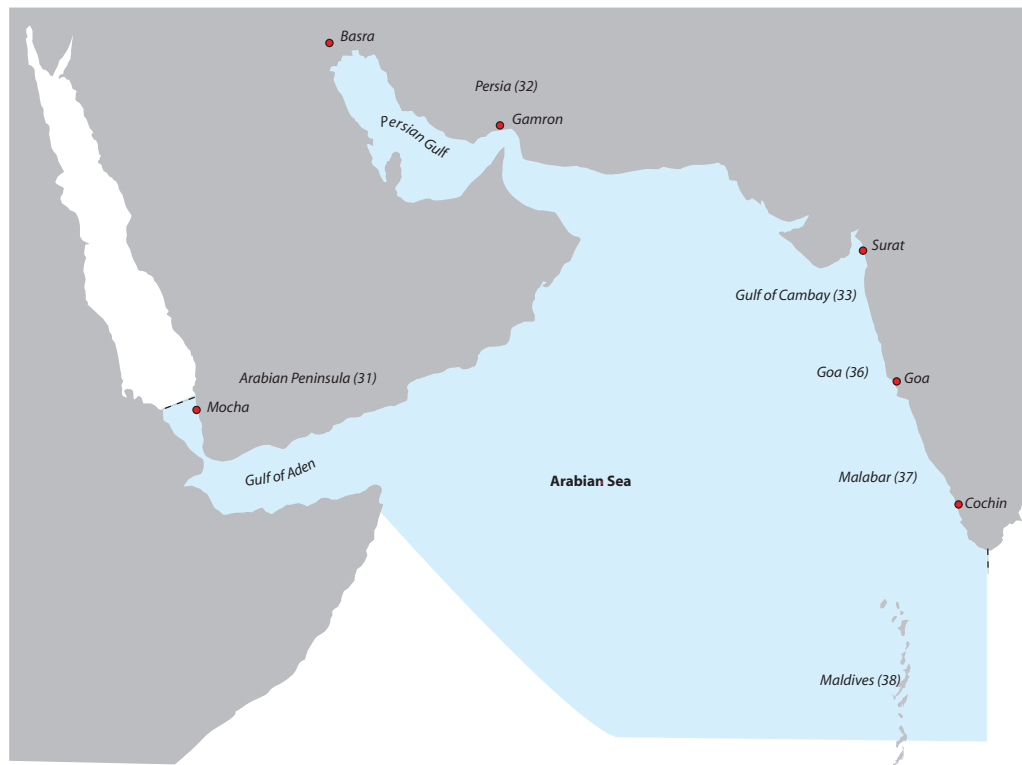 Basra
Persia (32)
Gamron
Persian Gulf
Surat
Gulf of Cambay (33)
Arabian Peninsula (31)
Goa (36)
Goa
Mocha
Gulf of Aden
Arabian Sea
Malabar (37)
Cochin
Maldives (38)